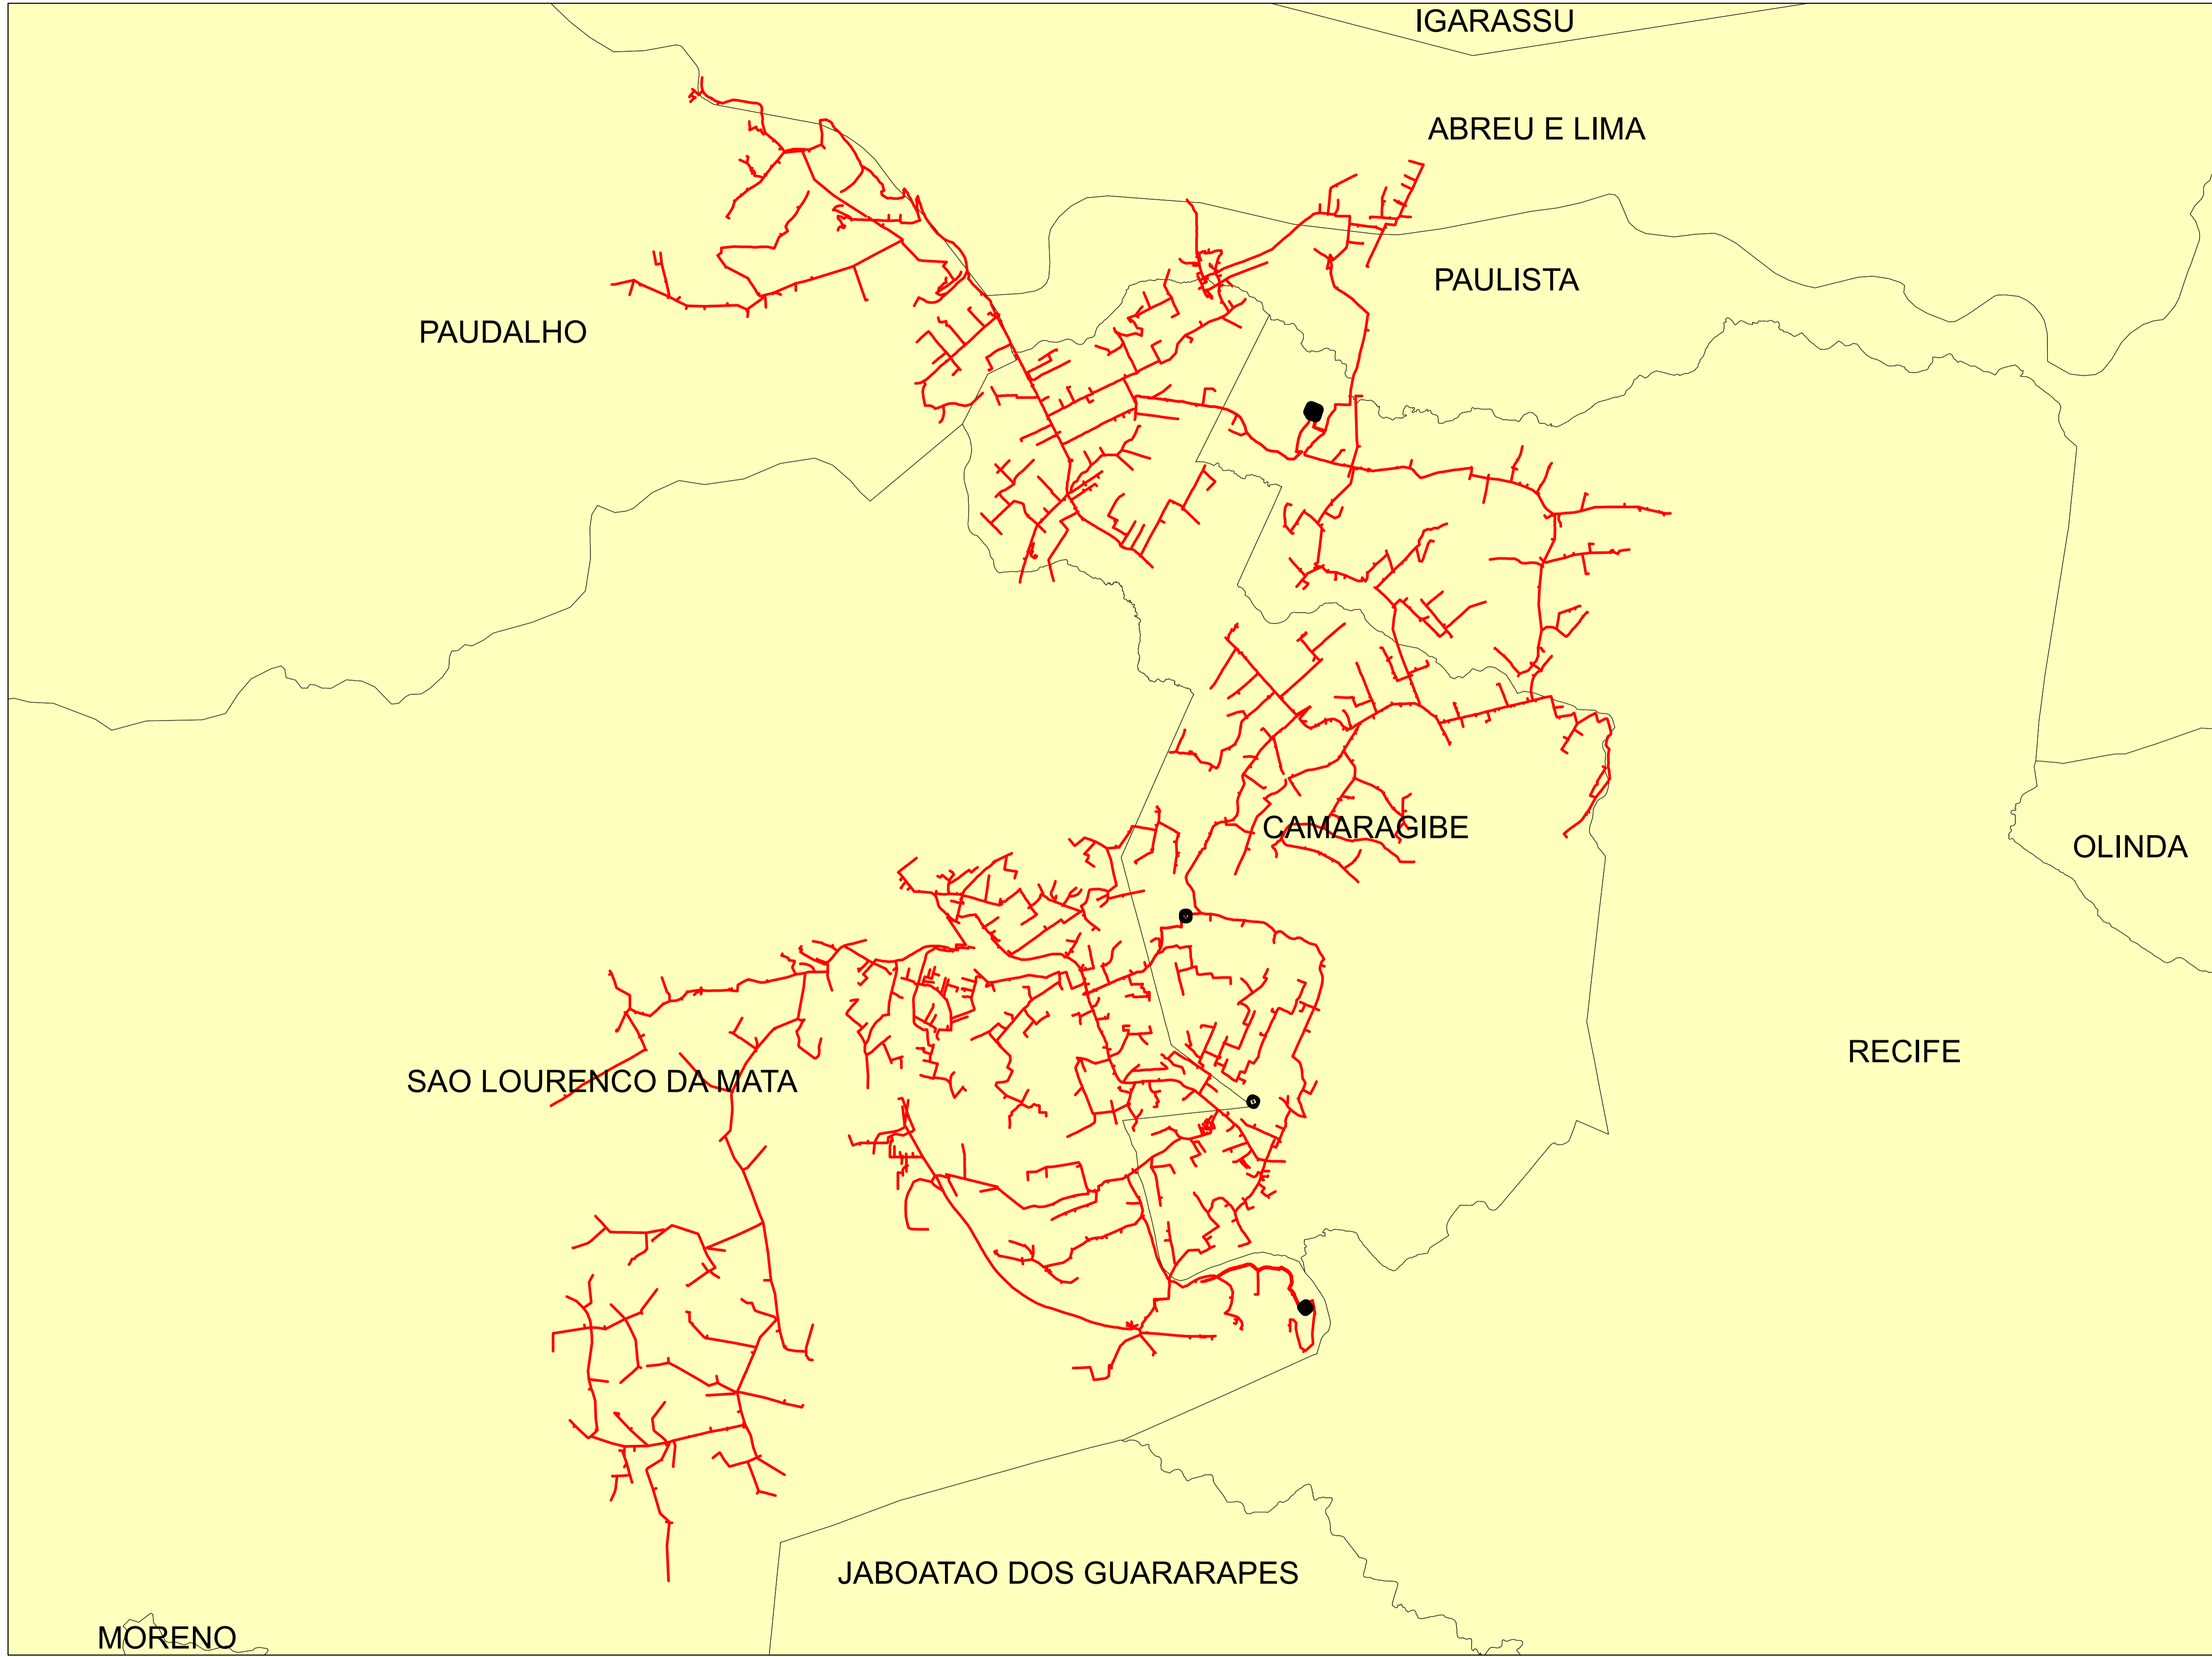 IGARASSU
ABREU E LIMA
PAULISTA
PAUDALHO
CAMARAGIBE
OLINDA
RECIFE
SAO LOURENCO DA MATA
JABOATAO DOS GUARARAPES
MORENO